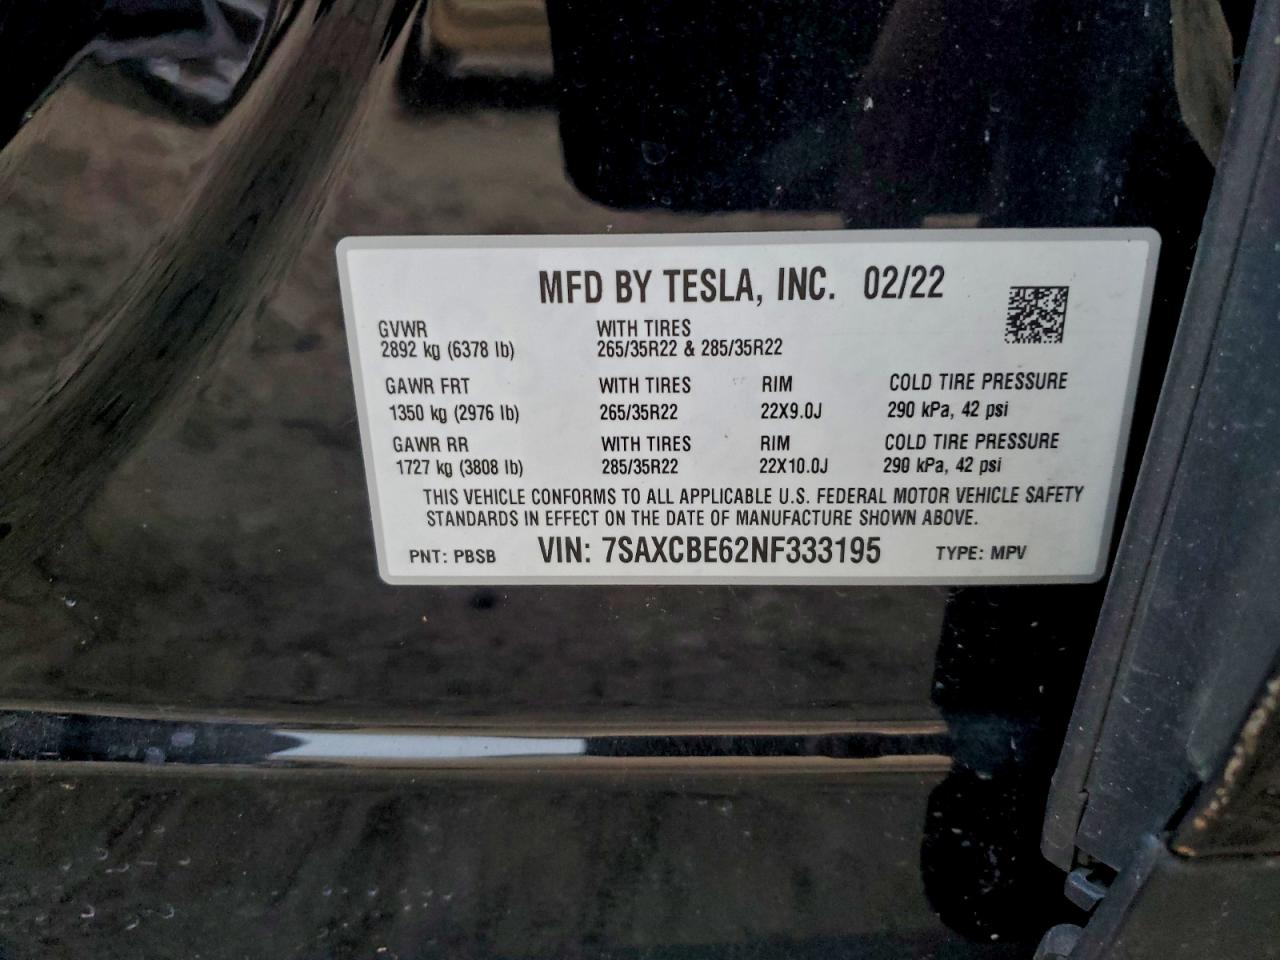 MFD BY TESLA, INC. 02/22
GVWR WITH TIRES
2892 kg (6378 lb) 265/35R22 & 285/35R22
GAWR FRT WITH TIRES RIM COLD TIRE PRESSURE
1350 kg (2976 lb) 265/35R22 22X9.0J 290 kPa, 42 psi
GAWR RR WITH TIRES RIM COLD TIRE PRESSURE
1727 kg (3808 lb) 285/35R22 22X10.0J 290 kPa, 42 psi
THIS VEHICLE CONFORMS TO ALL APPLICABLE U.S. FEDERAL MOTOR VEHICLE SAFETY
STANDARDS IN EFFECT ON THE DATE OF MANUFACTURE SHOWN ABOVE.
PNT: PBSB VIN: 7SAXCBE62NF333195 TYPE: MPV